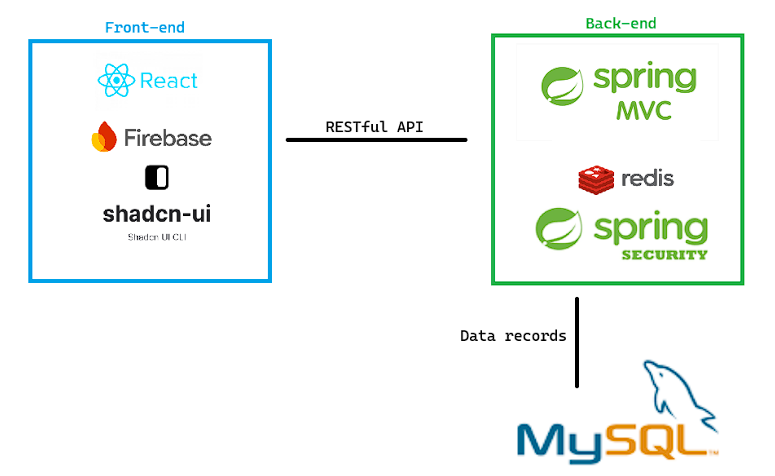 Front-end
React
Firebase
shadcn-ui
Shadcn UI CLI
RESTful API
Back-end
spring
MVC
redis
spring
SECURITY
Data records
MySQL
TM